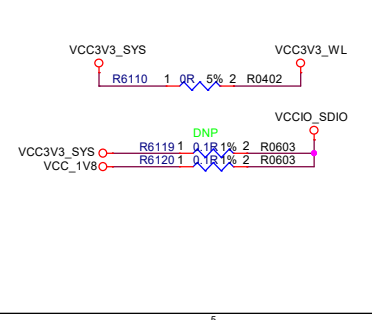 VCC3V3_SYS VCC3V3_WL
R6110 1 0R 5% 2 R0402
VCCIO_SDIO
DNP
VCC3V3_SYS R6119 1 0.1R 1% 2 R0603
VCC_1V8 R6120 1 0.1R 1% 2 R0603
5